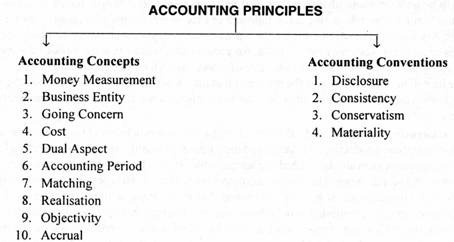 ACCOUNTING PRINCIPLES
Accounting Concepts
1. Money Measurement
2. Business Entity
3. Going Concern
4. Cost
5. Dual Aspect
6. Accounting Period
7. Matching
8. Realisation
9. Objectivity
10. Accrual
Accounting Conventions
1. Disclosure
2. Consistency
3. Conservatism
4. Materiality